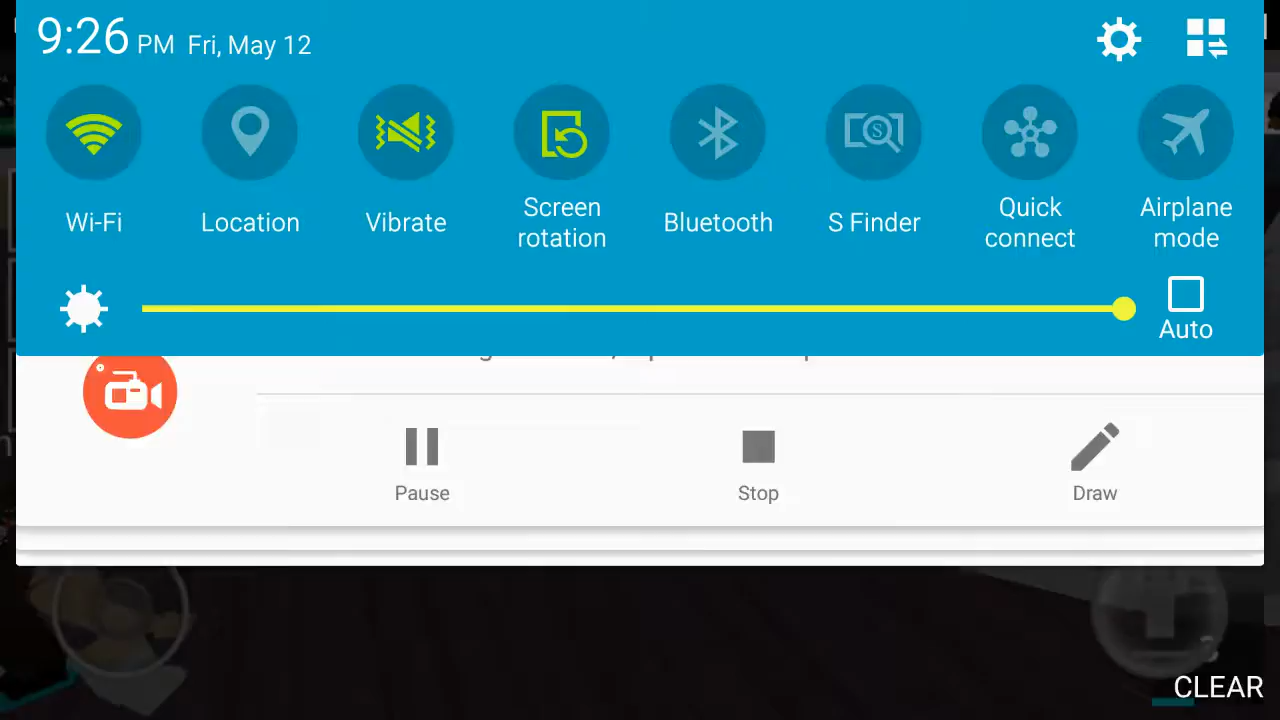 9:26 PM Fri, May 12
Wi-Fi
Location
Vibrate
Screen
rotation
Bluetooth
S Finder
Quick
connect
Airplane
mode
Auto
Pause
Stop
Draw
CLEAR